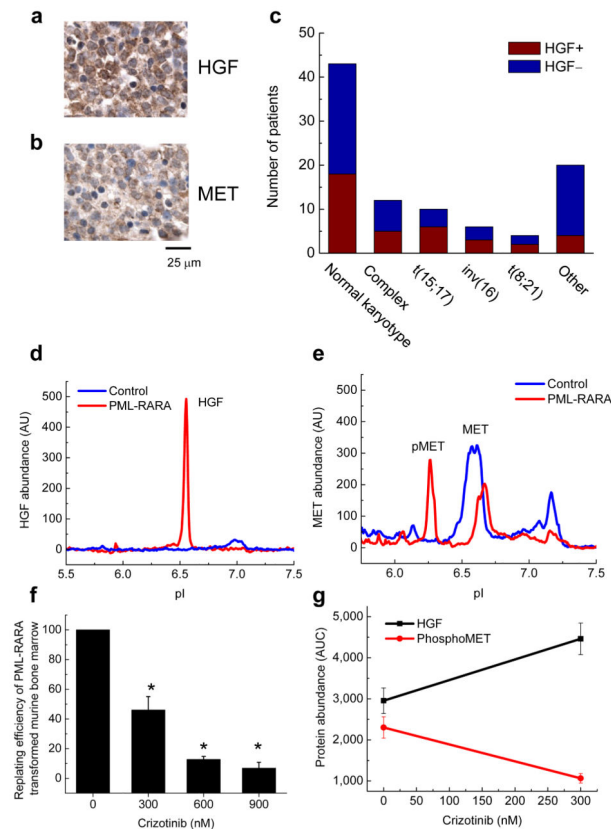 a
HGF
b
MET
25 μm
c
HGF+
HGF–
Number of patients
50
40
30
20
10
0
Normal karyotype
Complex
t(15;17)
inv(16)
t(8:21)
Other
d
Control
PML-RARA
HGF
HGF abundance (AU)
500
400
300
200
100
0
5.5 6.0 6.5 7.0 7.5
pI
e
Control
PML-RARA
pMET
MET
MET abundance (AU)
500
400
300
200
100
0
6.0 6.5 7.0 7.5
pI
f
Replating efficiency of PML-RARA
transformed murine bone marrow
100
80
60
40
20
0
* * *
0 300 600 900
Crizotinib (nM)
g
HGF
PhosphoMET
Protein abundance (AUC)
5,000
4,000
3,000
2,000
1,000
0 50 100 150 200 250 300
Crizotinib (nM)